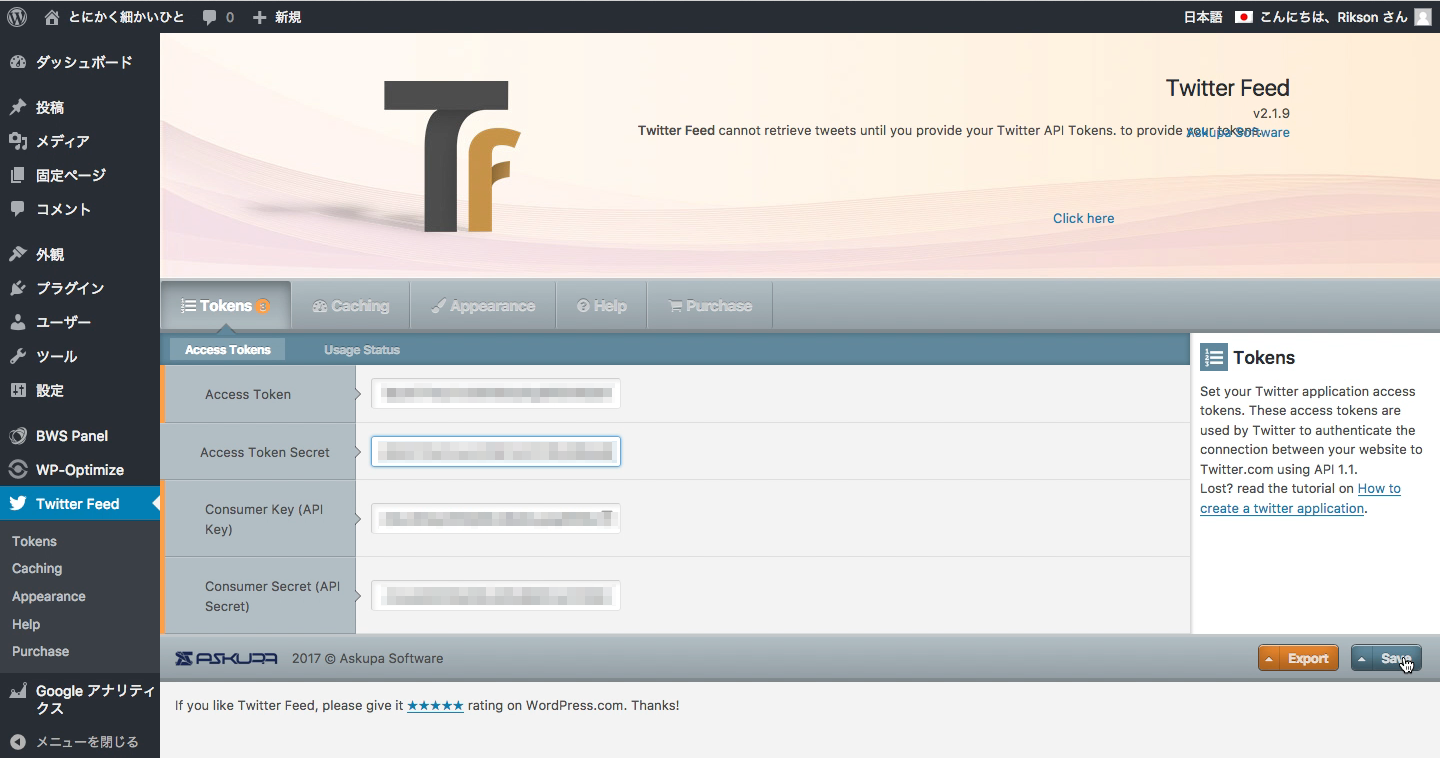 とにかく細かいひと 0 新規 日本語 こんにちは、Rikson さん
ダッシュボード
投稿
メディア
固定ページ
コメント
外観
プラグイン
ユーザー
ツール
設定
BWS Panel
WP-Optimize
Twitter Feed
Tokens
Caching
Appearance
Help
Purchase
Google アナリティ
クス
メニューを閉じる
Tf
Twitter Feed
v2.1.9
Twitter Feed cannot retrieve tweets until you provide your Twitter API Tokens. to provide your tokens.
Askupa Software
Click here
Tokens 3 Caching Appearance Help Purchase
Access Tokens Usage Status
Access Token
Access Token Secret
Consumer Key (API
Key)
Consumer Secret (API
Secret)
Tokens
Set your Twitter application access
tokens. These access tokens are
used by Twitter to authenticate the
connection between your website to
Twitter.com using API 1.1.
Lost? read the tutorial on How to
create a twitter application.
ASKUPA 2017 © Askupa Software Export Save
If you like Twitter Feed, please give it ★★★★★ rating on WordPress.com. Thanks!